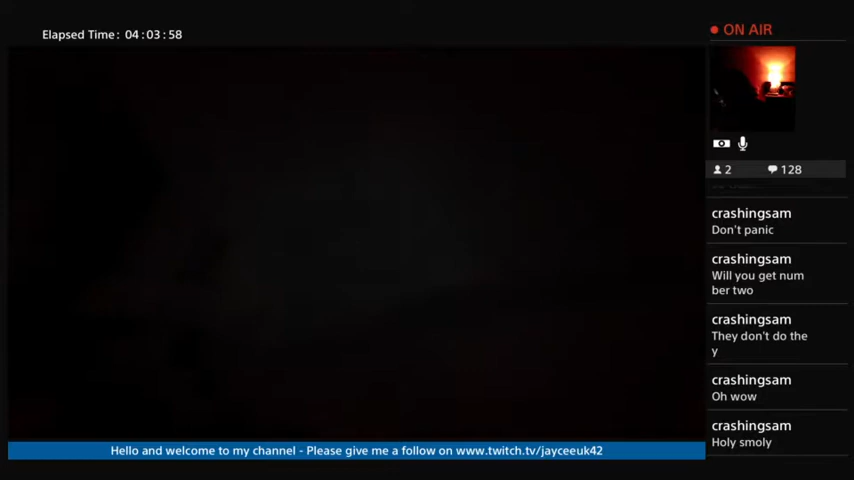 Elapsed Time: 04:03:58
ON AIR
2 128
crashingsam
Don't panic
crashingsam
Will you get num
ber two
crashingsam
They don't do the
y
crashingsam
Oh wow
crashingsam
Holy smoly
Hello and welcome to my channel - Please give me a follow on www.twitch.tv/jayceeuk42